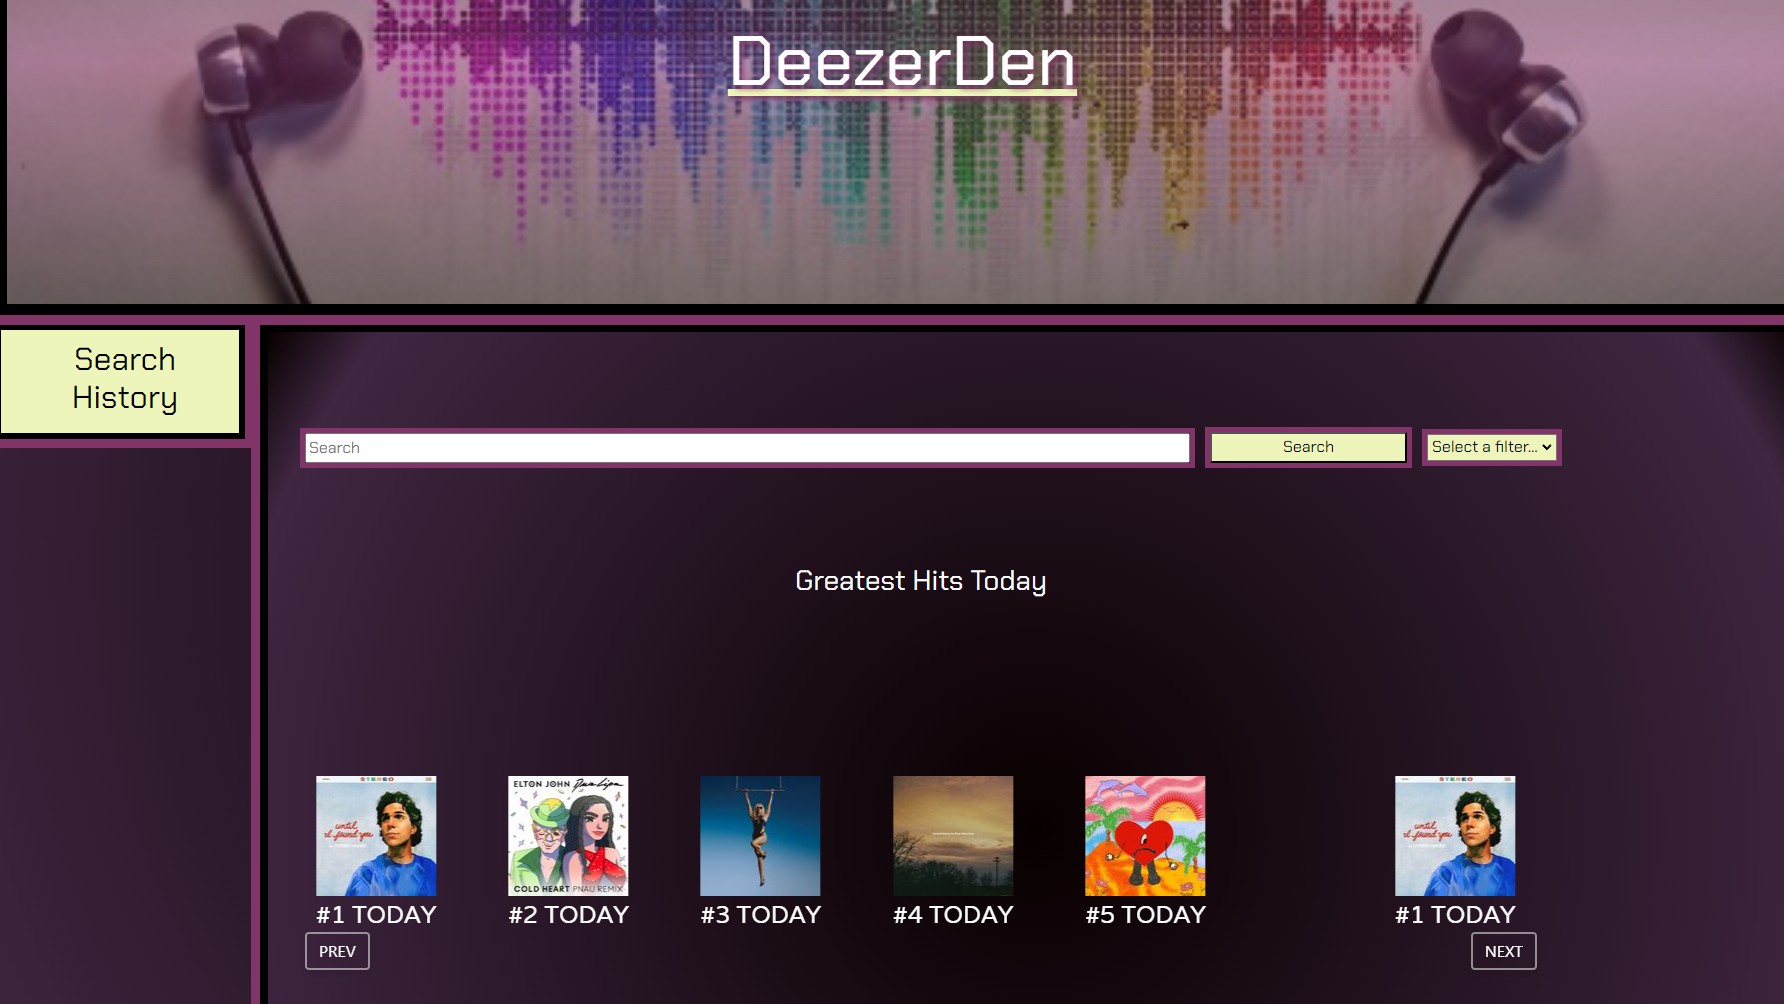 DeezerDen
Search
History
Search
Search
Select a filter...
Greatest Hits Today
STEREO
until
i found you
ELTON JOHN Dua Lipa
COLD HEART PNAU REMIX
STEREO
until
i found you
#1 TODAY
#2 TODAY
#3 TODAY
#4 TODAY
#5 TODAY
#1 TODAY
PREV
NEXT